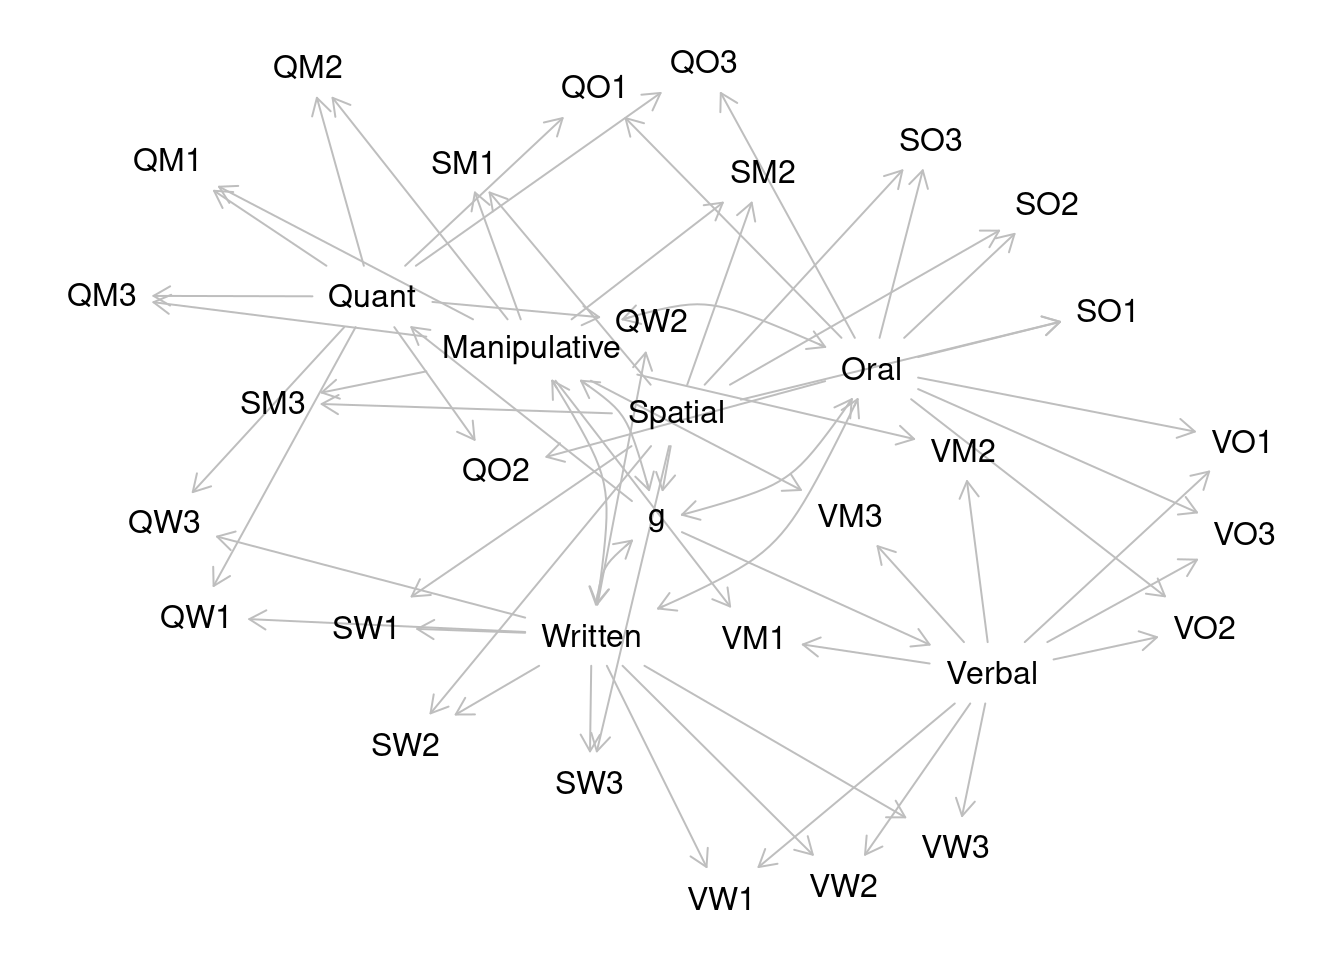 QM2
QO1
QO3
QM1
SM1
SM2
SO3
SO2
QM3
Quant
QW2
SO1
Manipulative
Oral
SM3
Spatial
QO2
VM2
VO1
QW3
g
VM3
VO3
QW1
SW1
Written
VM1
VO2
Verbal
SW2
SW3
VW3
VW1
VW2